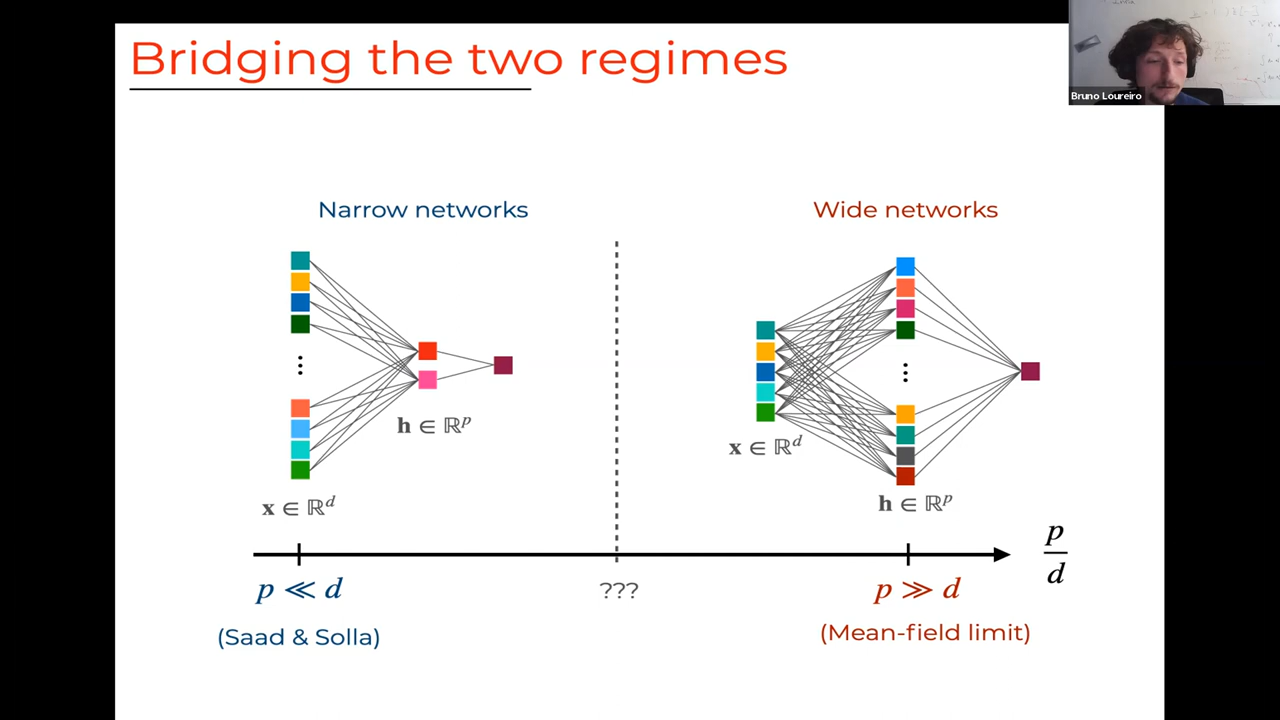 Bridging the two regimes
Bruno Loureiro
Narrow networks
Wide networks
h ∈ ℝᵖ
x ∈ ℝᵈ
x ∈ ℝᵈ
h ∈ ℝᵖ
p/d
p ≪ d
???
p ≫ d
(Saad & Solla)
(Mean-field limit)